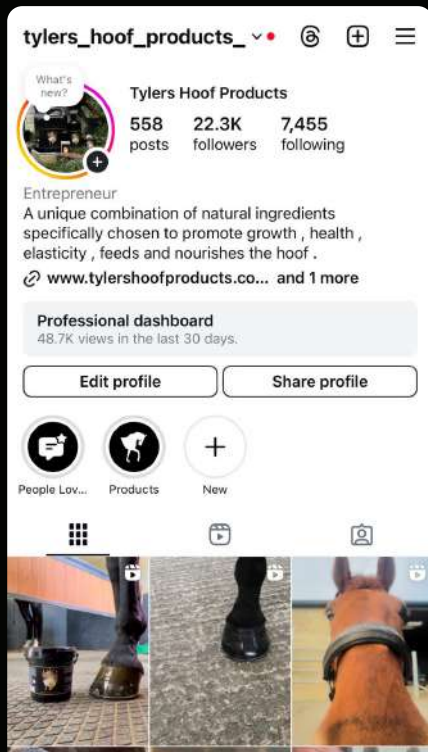 tylers_hoof_products_
What's
new?
Tylers Hoof Products
558 22.3K 7,455
posts followers following
Entrepreneur
A unique combination of natural ingredients
specifically chosen to promote growth , health ,
elasticity , feeds and nourishes the hoof .
www.tylershoofproducts.co... and 1 more
Professional dashboard
48.7K views in the last 30 days.
Edit profile Share profile
People Lov... Products New